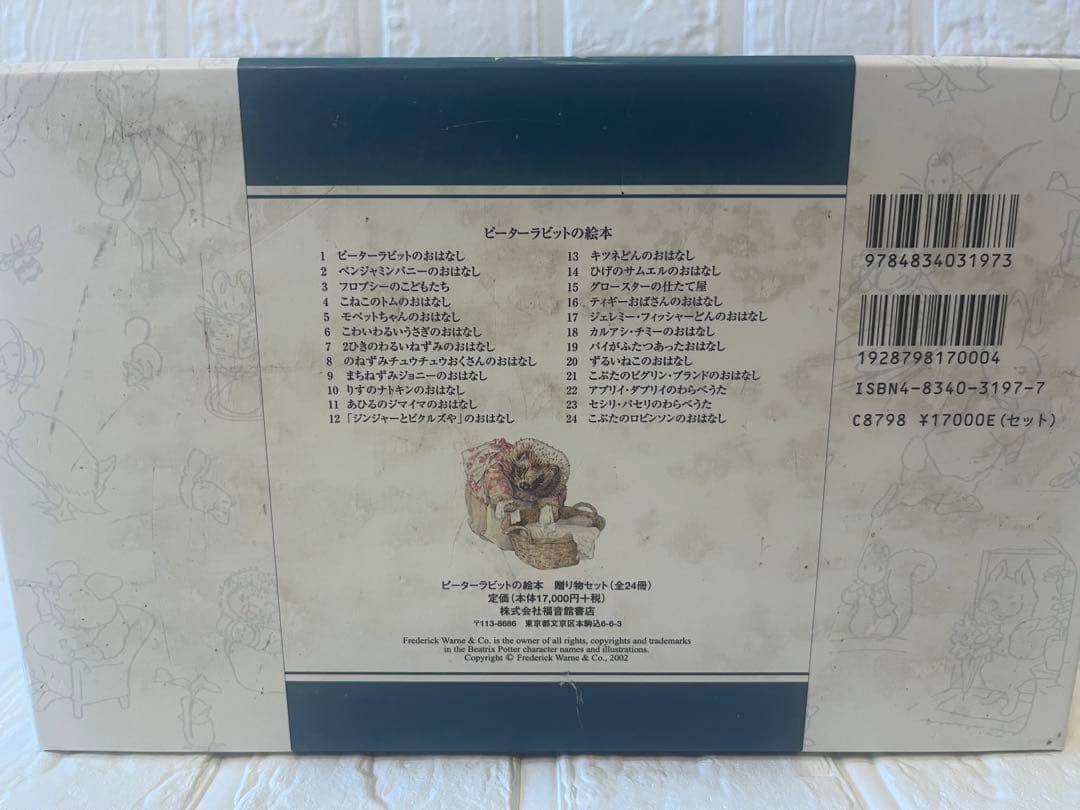 ピーターラビットの絵本
1 ピーターラビットのおはなし
2 ベンジャミンバニーのおはなし
3 フロプシーのこどもたち
4 こねこのトムのおはなし
5 モペットちゃんのおはなし
6 こわいわるいうさぎのおはなし
7 2ひきのわるいねずみのおはなし
8 のねずみチュウチュウおくさんのおはなし
9 まちねずみジョニーのおはなし
10 りすのナトキンのおはなし
11 あひるのジマイマのおはなし
12 「ジンジャーとピクルズや」のおはなし
13 キツネどんのおはなし
14 ひげのサムエルのおはなし
15 グロースターの仕たて屋
16 ティギーおばさんのおはなし
17 ジェレミー・フィッシャーどんのおはなし
18 カルアシ・チミーのおはなし
19 パイがふたつあったおはなし
20 ずるいねこのおはなし
21 こぶたのピグリン・ブランドのおはなし
22 アプリイ・ダプリイのわらべうた
23 セシリ・パセリのわらべうた
24 こぶたのロビンソンのおはなし
ピーターラビットの絵本 贈り物セット(全24冊)
定価(本体17,000円+税)
株式会社福音館書店
〒113-8686 東京都文京区本駒込6-6-3
Frederick Warne & Co. is the owner of all rights, copyrights and trademarks
in the Beatrix Potter character names and illustrations.
Copyright © Frederick Warne & Co., 2002
9784834031973
1928798170004
ISBN4-8340-3197-7
C8798 ¥17000E(セット)